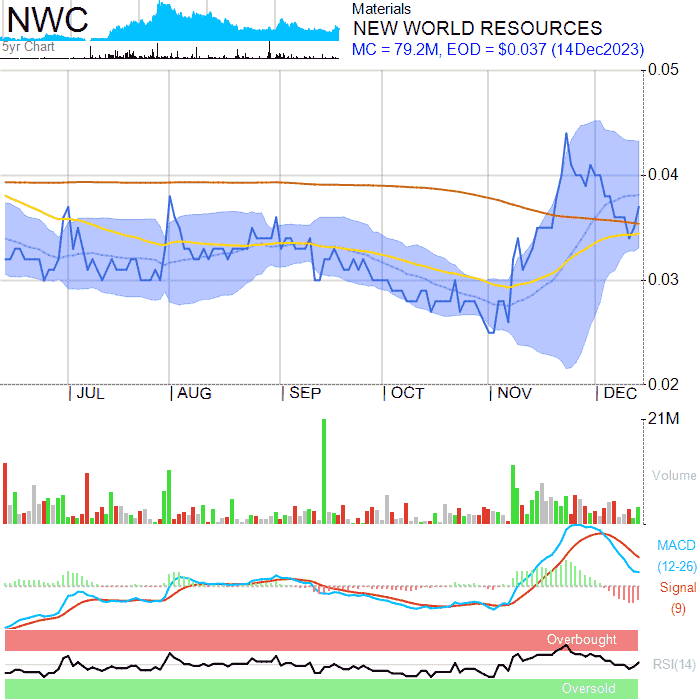 NWC
5yr Chart
Materials
NEW WORLD RESOURCES
MC = 79.2M, EOD = $0.037 (14Dec2023)
0.05
0.04
0.03
0.02
JUL AUG SEP OCT NOV DEC
21M
Volume
MACD
(12-26)
Signal
(9)
Overbought
RSI(14)
Oversold